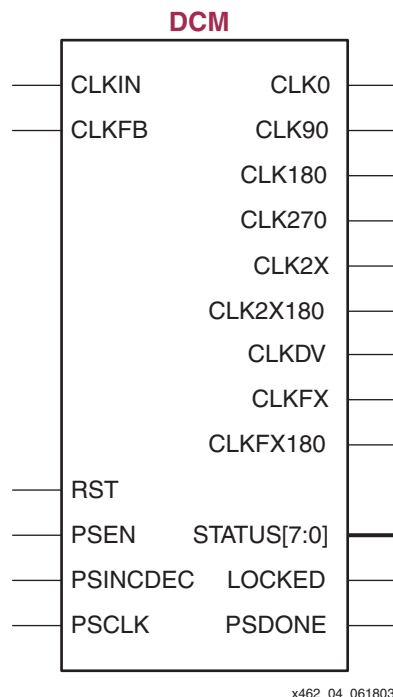 DCM
CLKIN CLK0
CLKFB CLK90
CLK180
CLK270
CLK2X
CLK2X180
CLKDV
CLKFX
CLKFX180
RST
PSEN STATUS[7:0]
PSINCDEC LOCKED
PSCLK PSDONE
x462_04_061803